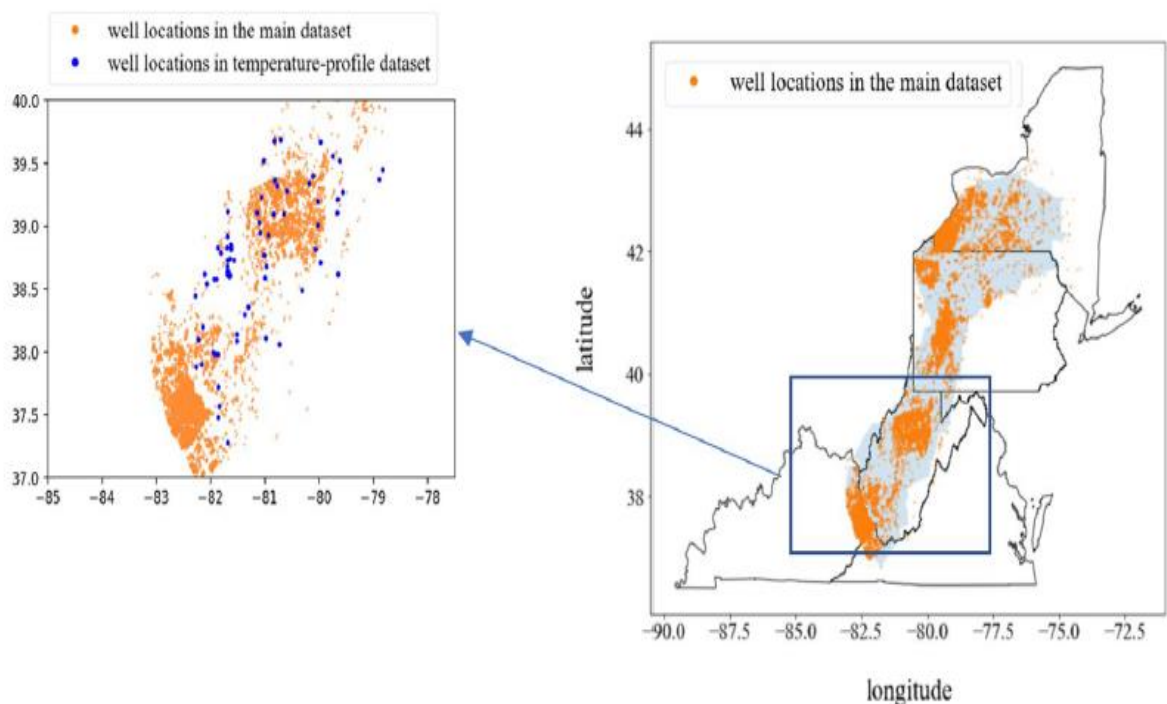 well locations in the main dataset
well locations in temperature-profile dataset
40.0
39.5
39.0
38.5
38.0
37.5
37.0
−85 −84 −83 −82 −81 −80 −79 −78
well locations in the main dataset
44
42
40
38
latitude
−90.0 −87.5 −85.0 −82.5 −80.0 −77.5 −75.0 −72.5
longitude